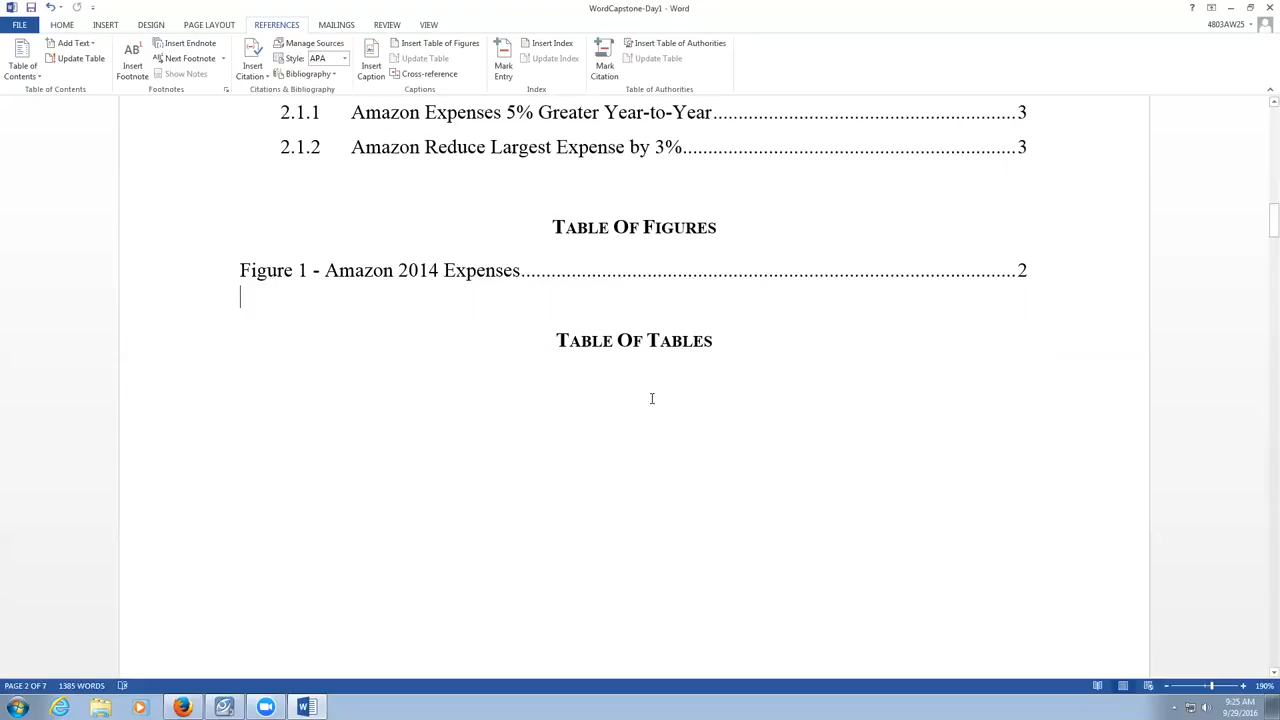 WordCapstone-Day1 - Word
FILE HOME INSERT DESIGN PAGE LAYOUT REFERENCES MAILINGS REVIEW VIEW 4803AW25
Table of Contents
Add Text
Update Table
Table of Contents
AB1
Insert Footnote
Insert Endnote
Next Footnote
Show Notes
Footnotes
Insert Citation
Manage Sources
Style: APA
Bibliography
Citations & Bibliography
Insert Caption
Insert Table of Figures
Update Table
Cross-reference
Captions
Mark Entry
Insert Index
Update Index
Index
Mark Citation
Insert Table of Authorities
Update Table
Table of Authorities
2.1.1 Amazon Expenses 5% Greater Year-to-Year 3
2.1.2 Amazon Reduce Largest Expense by 3% 3
TABLE OF FIGURES
Figure 1 - Amazon 2014 Expenses 2
TABLE OF TABLES
PAGE 2 OF 7 1385 WORDS 190%
9:25 AM
9/29/2016